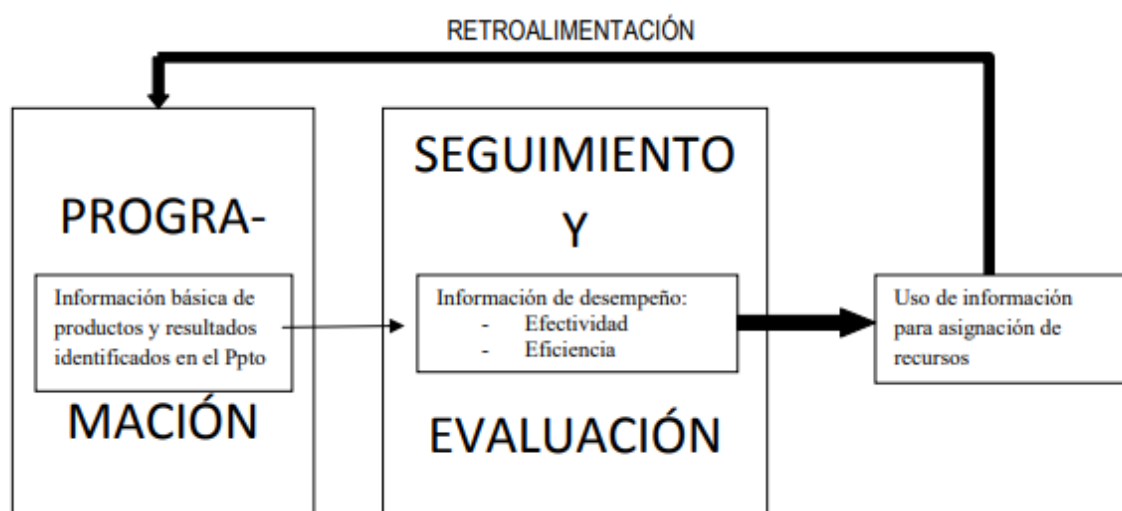 RETROALIMENTACIÓN
PROGRA-
Información básica de
productos y resultados
identificados en el Ppto
MACIÓN
SEGUIMIENTO
Y
Información de desempeño:
- Efectividad
- Eficiencia
EVALUACIÓN
Uso de información
para asignación de
recursos